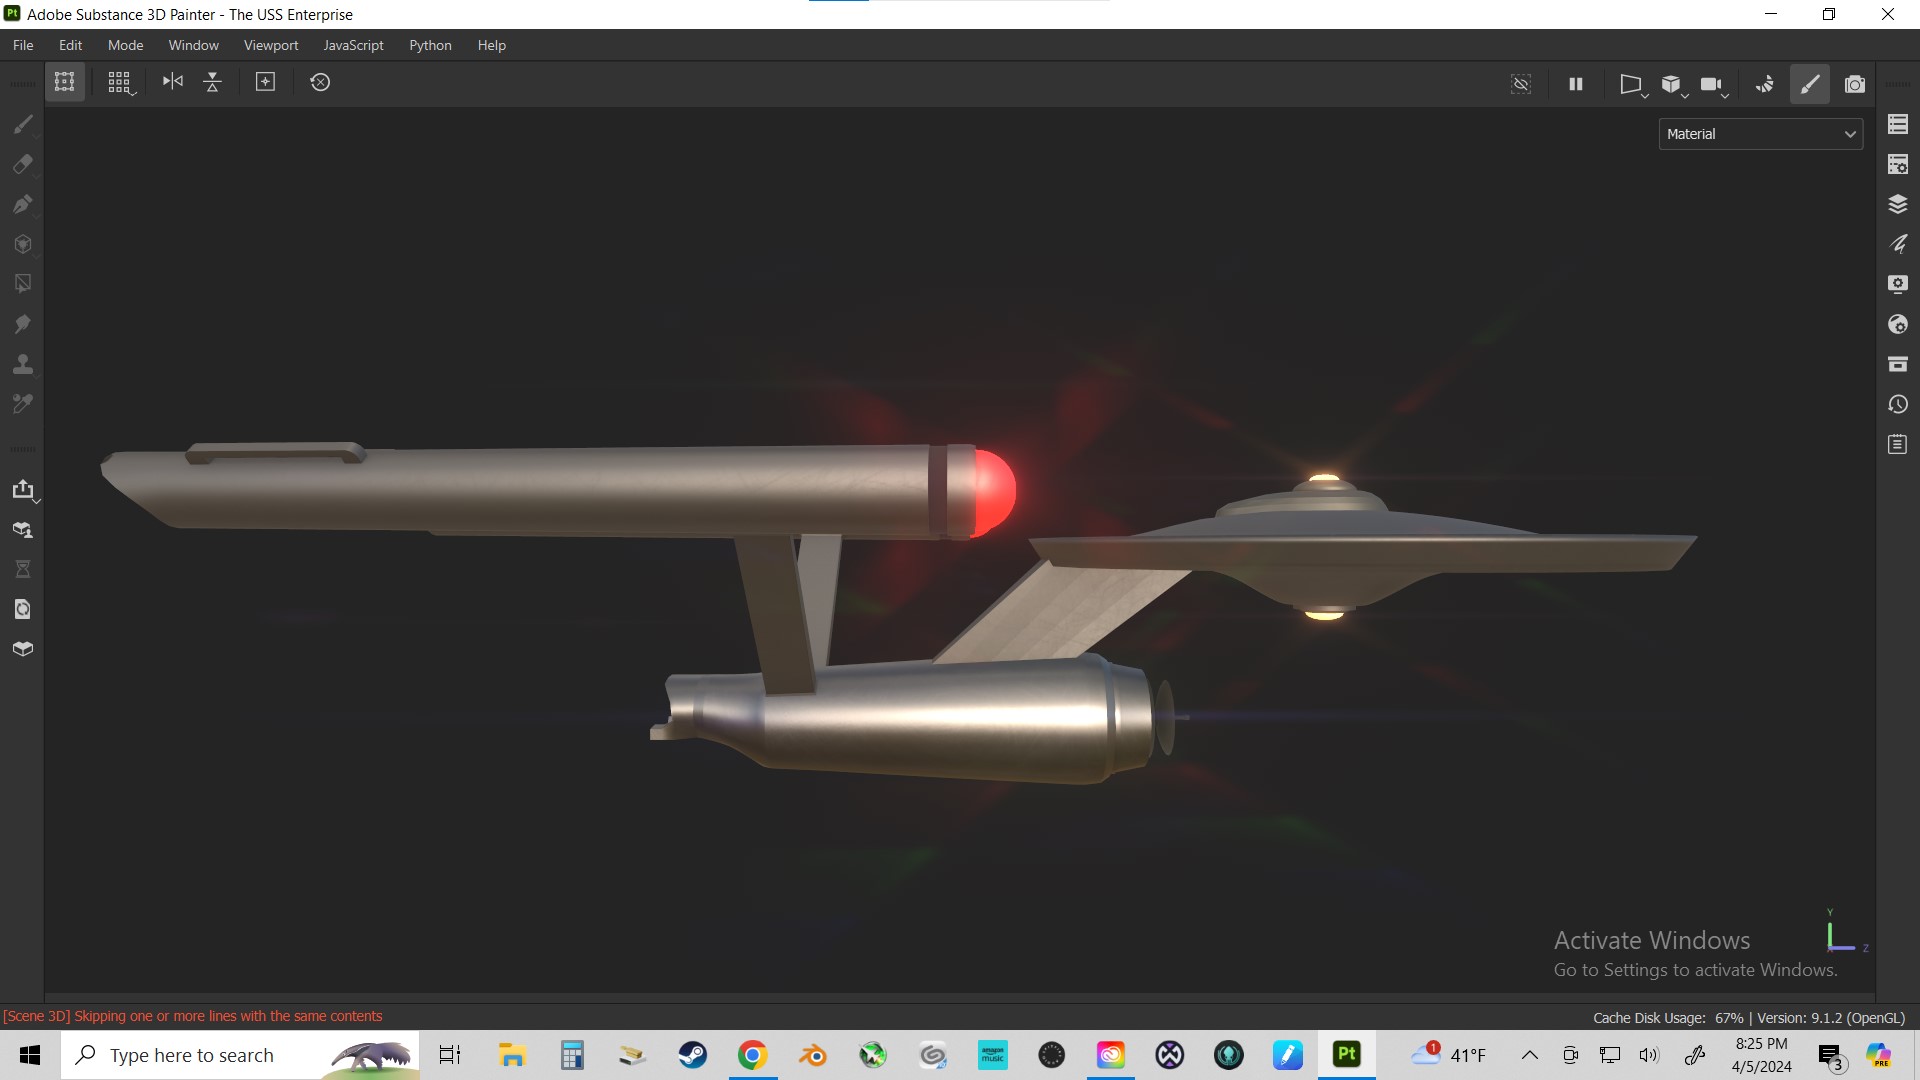 Pt Adobe Substance 3D Painter - The USS Enterprise
File Edit Mode Window Viewport JavaScript Python Help
Material
Y
Z
Activate Windows
Go to Settings to activate Windows.
[Scene 3D] Skipping one or more lines with the same contents
Cache Disk Usage: 67% | Version: 9.1.2 (OpenGL)
Type here to search
amazon music
Pt
1
41°F
8:25 PM
4/5/2024
3
PRE